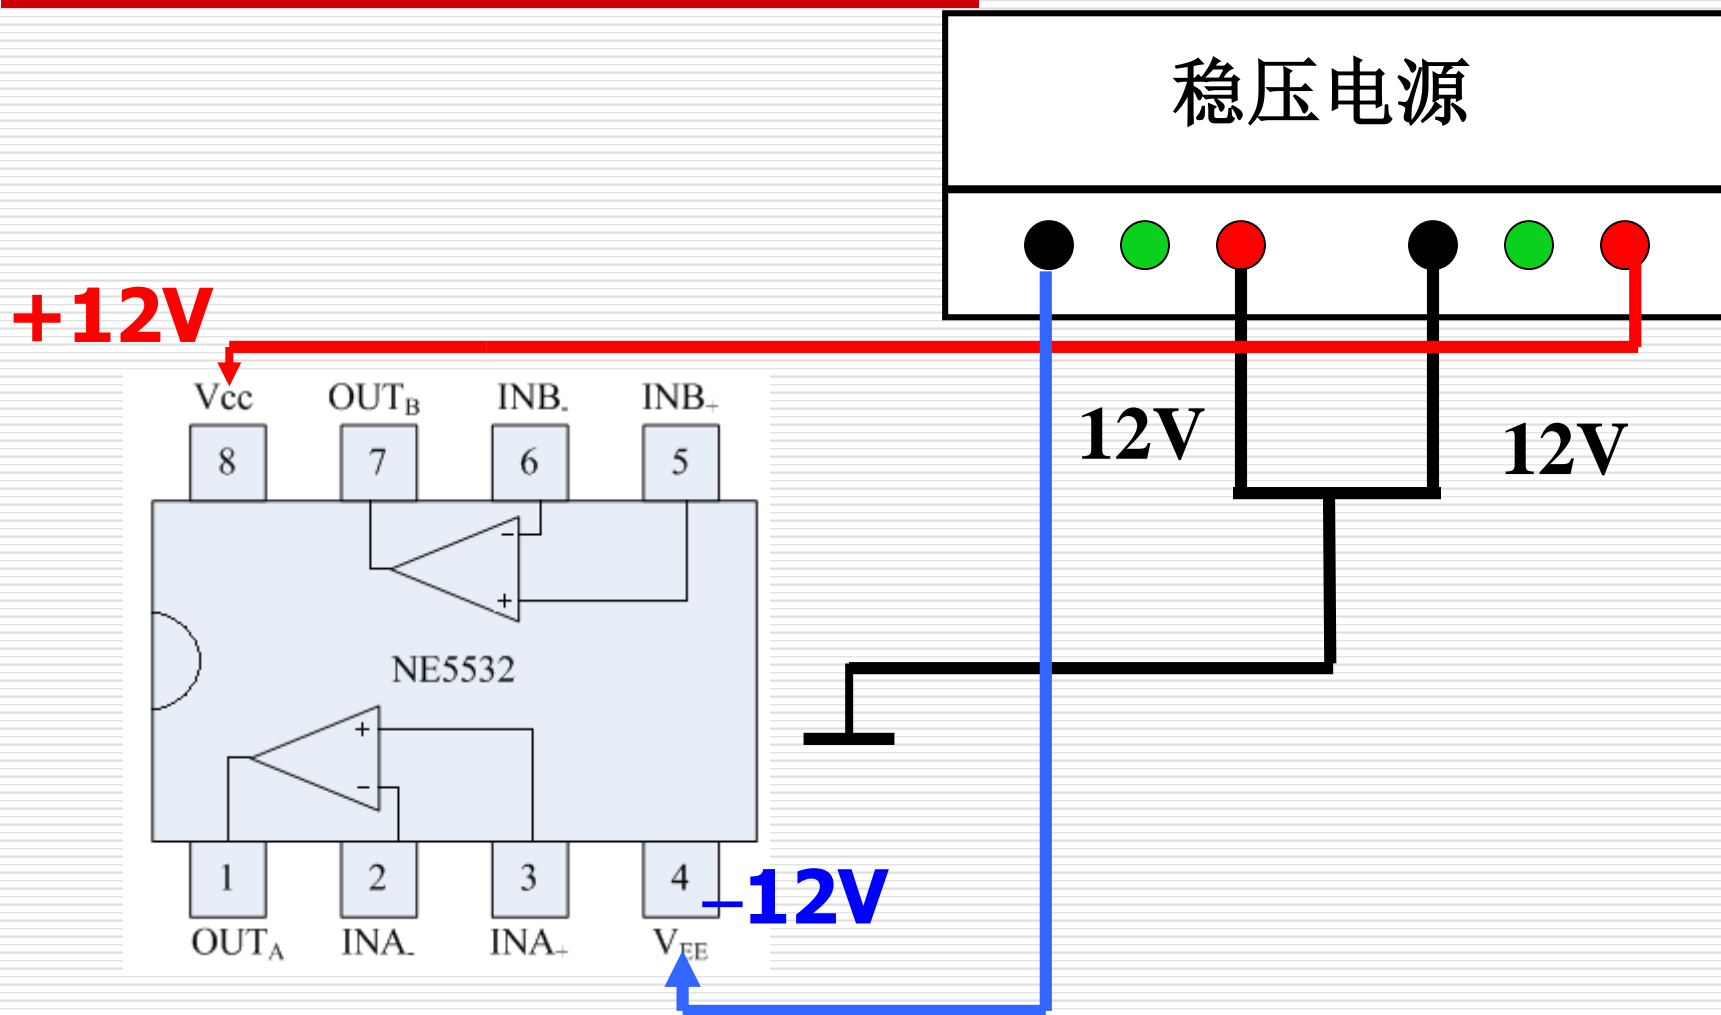 稳压电源
+12V
12V
12V
Vcc OUTB INB- INB+
8 7 6 5
−
+
NE5532
+
−
1 2 3 4
−12V
OUTA INA- INA+ VEE